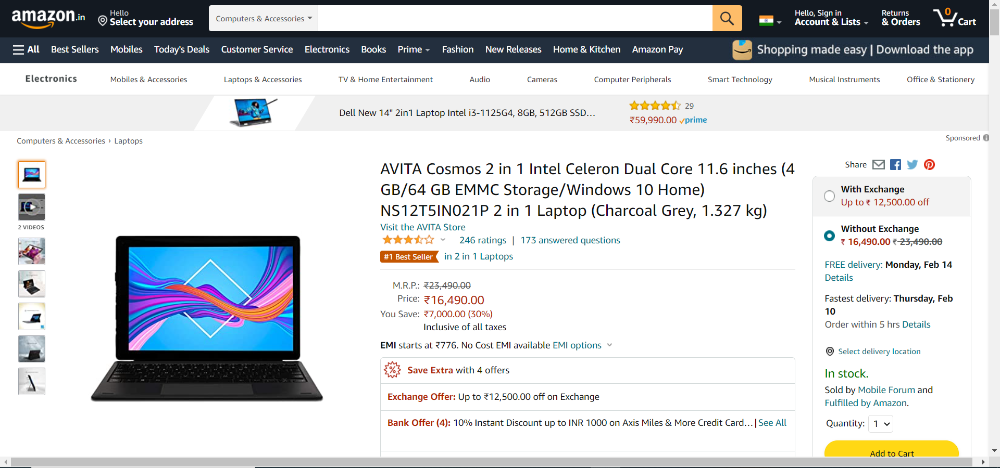 amazon.in
Hello
Select your address
Computers & Accessories
Hello, Sign in
Account & Lists
Returns
& Orders
0
Cart
All
Best Sellers
Mobiles
Today's Deals
Customer Service
Electronics
Books
Prime
Fashion
New Releases
Home & Kitchen
Amazon Pay
Shopping made easy | Download the app
Electronics
Mobiles & Accessories
Laptops & Accessories
TV & Home Entertainment
Audio
Cameras
Computer Peripherals
Smart Technology
Musical Instruments
Office & Stationery
Dell New 14" 2in1 Laptop Intel i3-1125G4, 8GB, 512GB SSD…
29
₹59,990.00 prime
Computers & Accessories › Laptops
Sponsored
2 VIDEOS
AVITA Cosmos 2 in 1 Intel Celeron Dual Core 11.6 inches (4
GB/64 GB EMMC Storage/Windows 10 Home)
NS12T5IN021P 2 in 1 Laptop (Charcoal Grey, 1.327 kg)
Visit the AVITA Store
246 ratings | 173 answered questions
#1 Best Seller in 2 in 1 Laptops
M.R.P.: ₹23,490.00
Price: ₹16,490.00
You Save: ₹7,000.00 (30%)
Inclusive of all taxes
EMI starts at ₹776. No Cost EMI available EMI options
Save Extra with 4 offers
Exchange Offer: Up to ₹12,500.00 off on Exchange
Bank Offer (4): 10% Instant Discount up to INR 1000 on Axis Miles & More Credit Card… | See All
Share
With Exchange
Up to ₹ 12,500.00 off
Without Exchange
₹ 16,490.00 ₹ 23,490.00
FREE delivery: Monday, Feb 14
Details
Fastest delivery: Thursday, Feb
10
Order within 5 hrs Details
Select delivery location
In stock.
Sold by Mobile Forum and
Fulfilled by Amazon.
Quantity: 1
Add to Cart